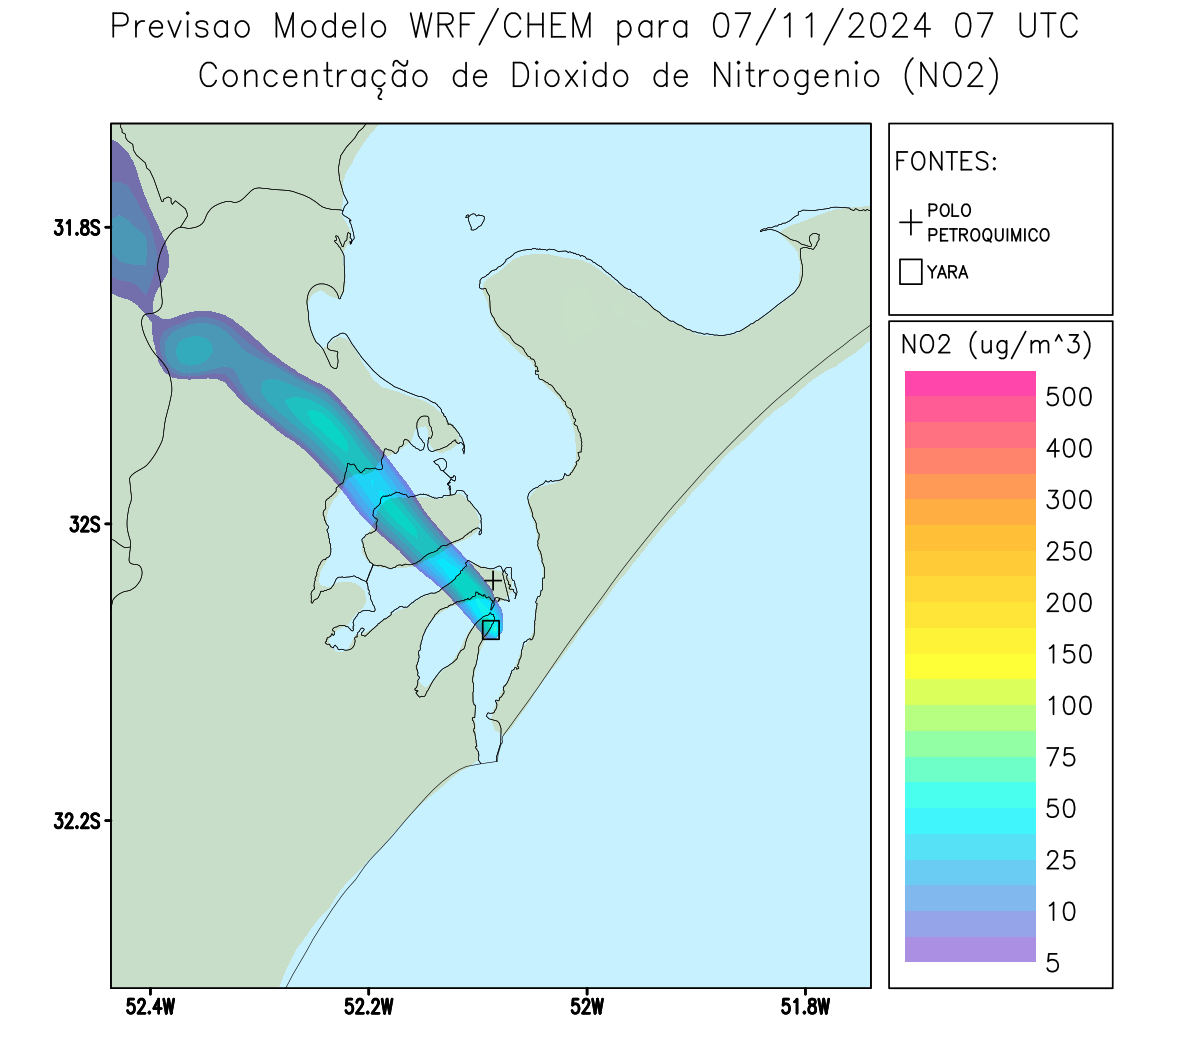 Previsao Modelo WRF/CHEM para 07/11/2024 07 UTC
Concentração de Dioxido de Nitrogenio (NO2)
FONTES:
POLO
PETROQUIMICO
YARA
NO2 (ug/m^3)
500
400
300
250
200
150
100
75
50
25
10
5
31.8S
32S
32.2S
52.4W
52.2W
52W
51.8W